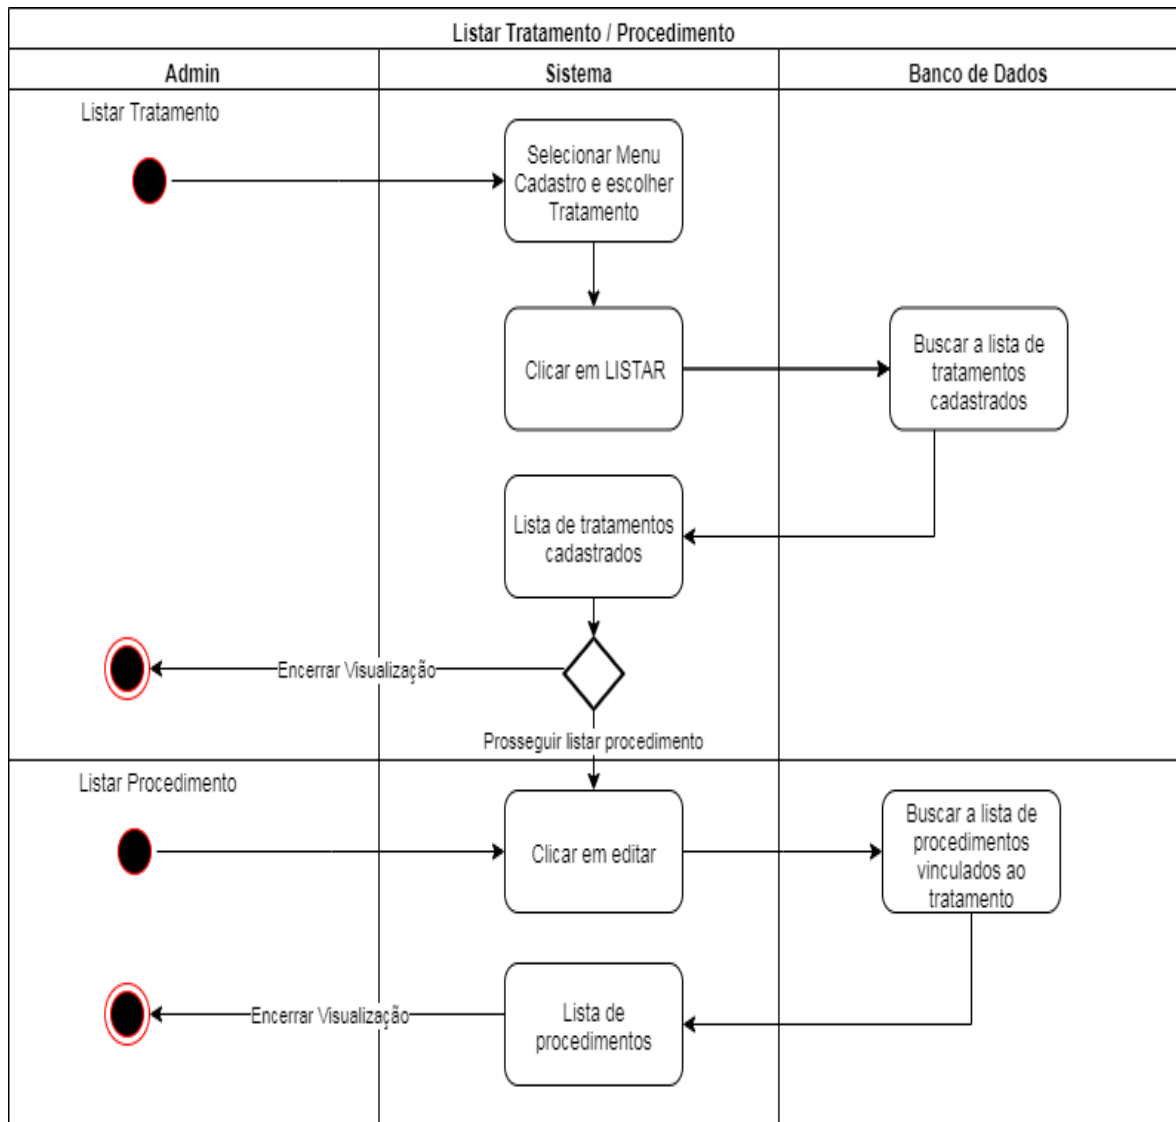 Listar Tratamento / Procedimento
Admin
Sistema
Banco de Dados
Listar Tratamento
Selecionar Menu
Cadastro e escolher
Tratamento
Clicar em LISTAR
Buscar a lista de
tratamentos
cadastrados
Lista de tratamentos
cadastrados
Encerrar Visualização
Prosseguir listar procedimento
Listar Procedimento
Clicar em editar
Buscar a lista de
procedimentos
vinculados ao
tratamento
Encerrar Visualização
Lista de
procedimentos